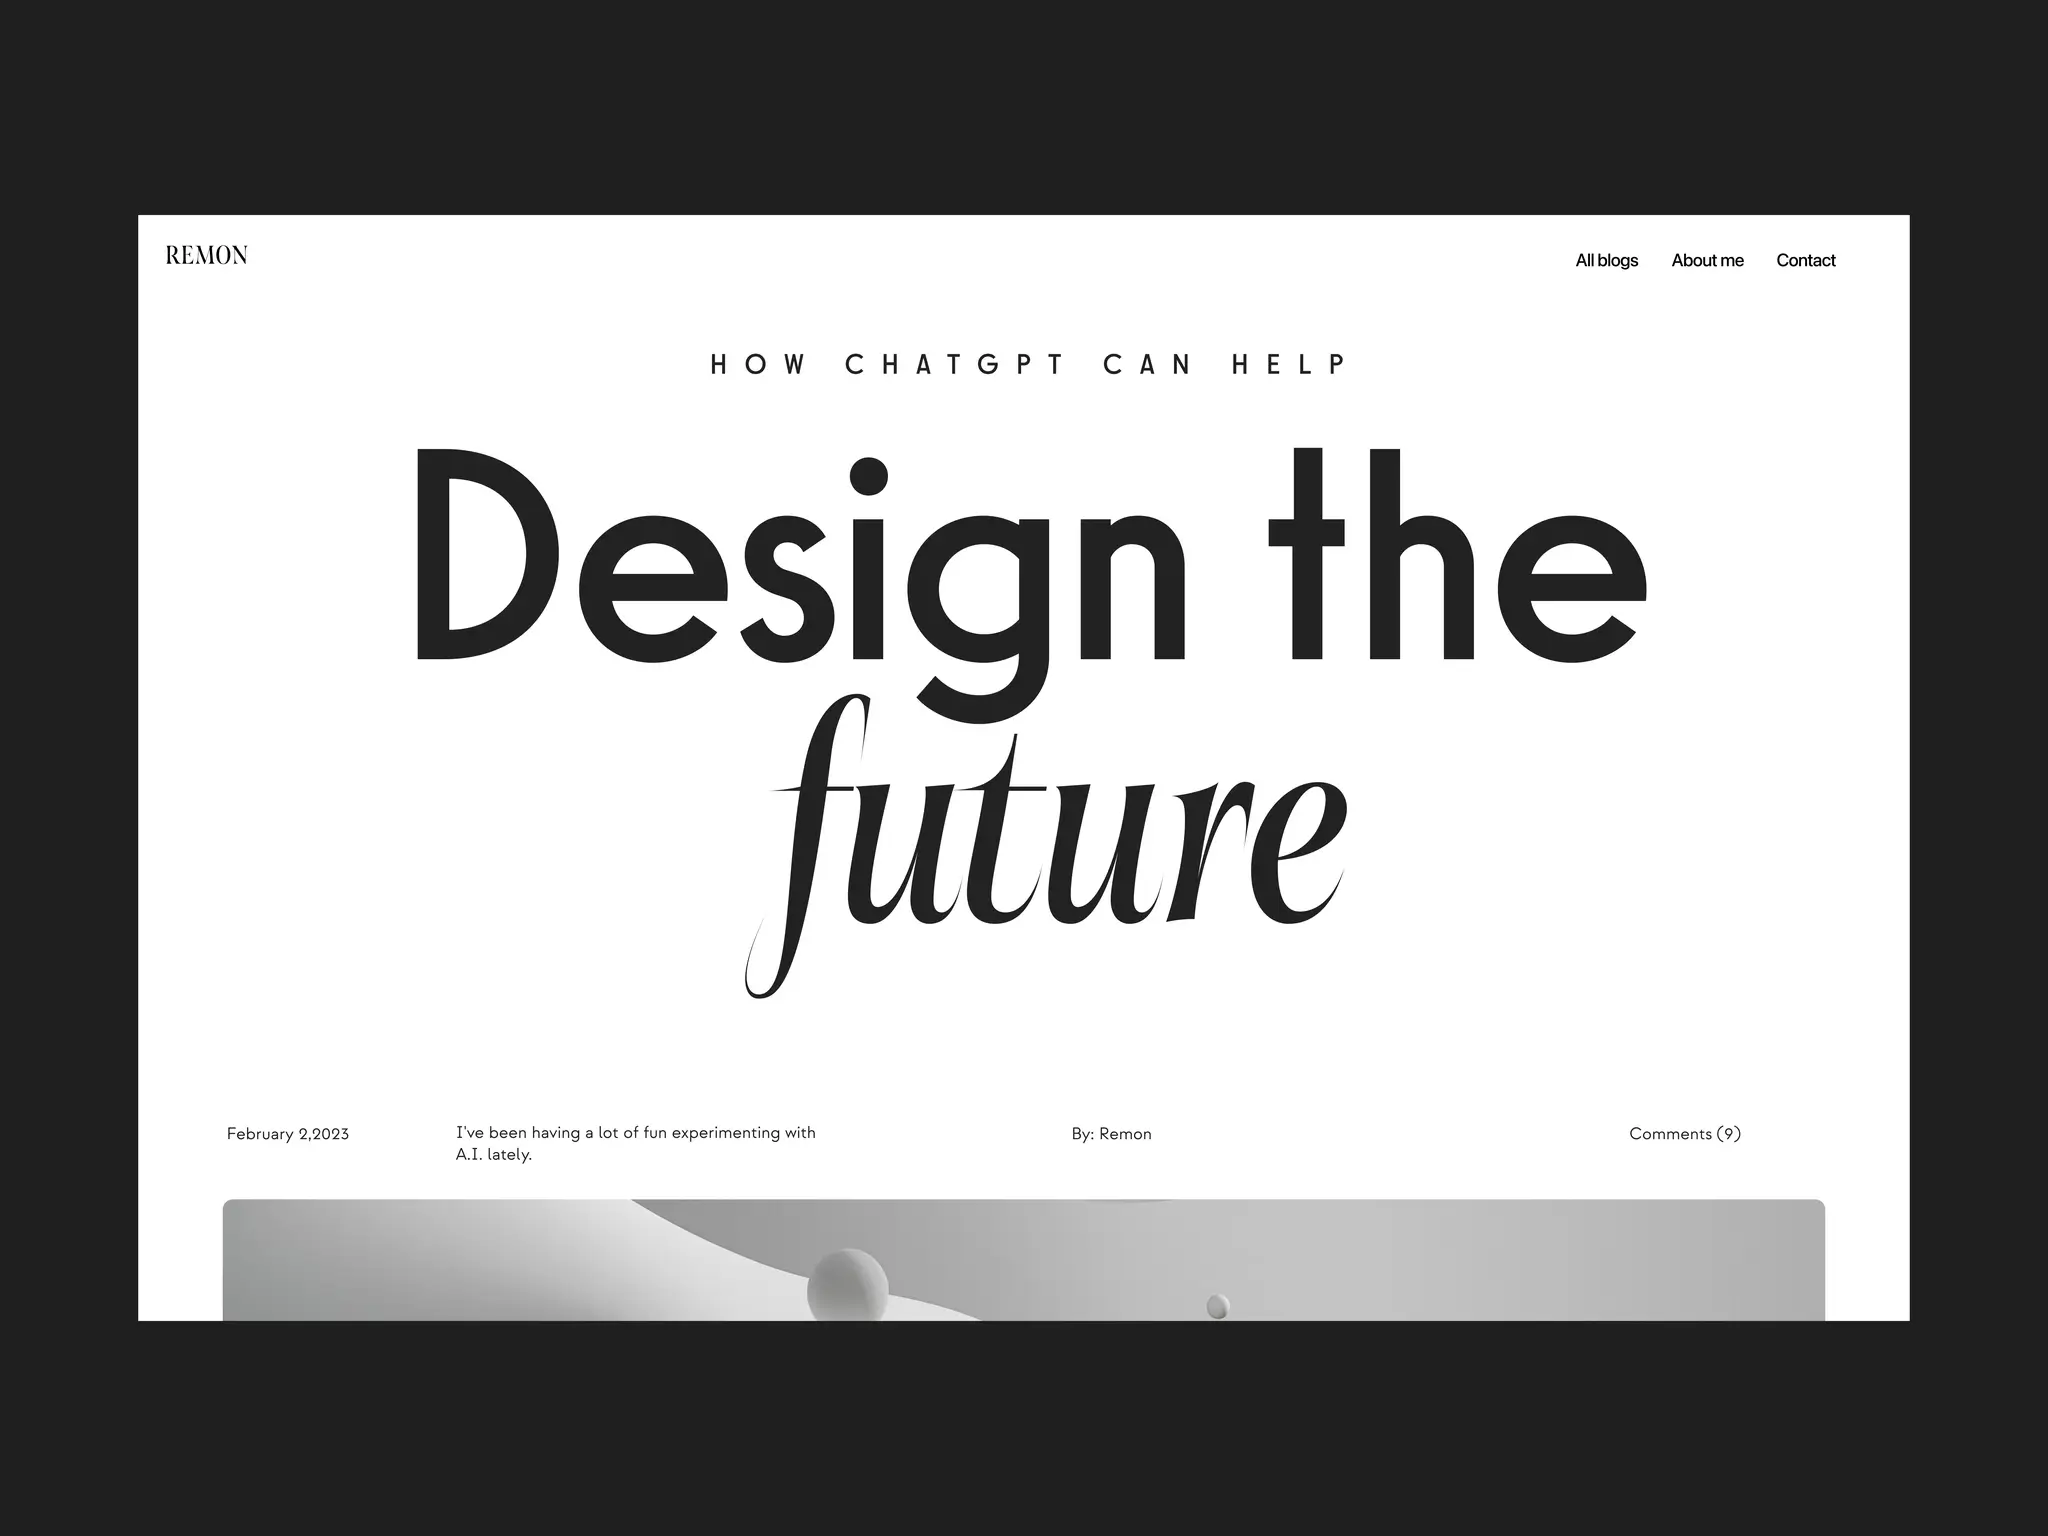 REMON
All blogs About me Contact
HOW CHATGPT CAN HELP
Design the
future
February 2,2023
I've been having a lot of fun experimenting with
A.I. lately.
By: Remon
Comments (9)